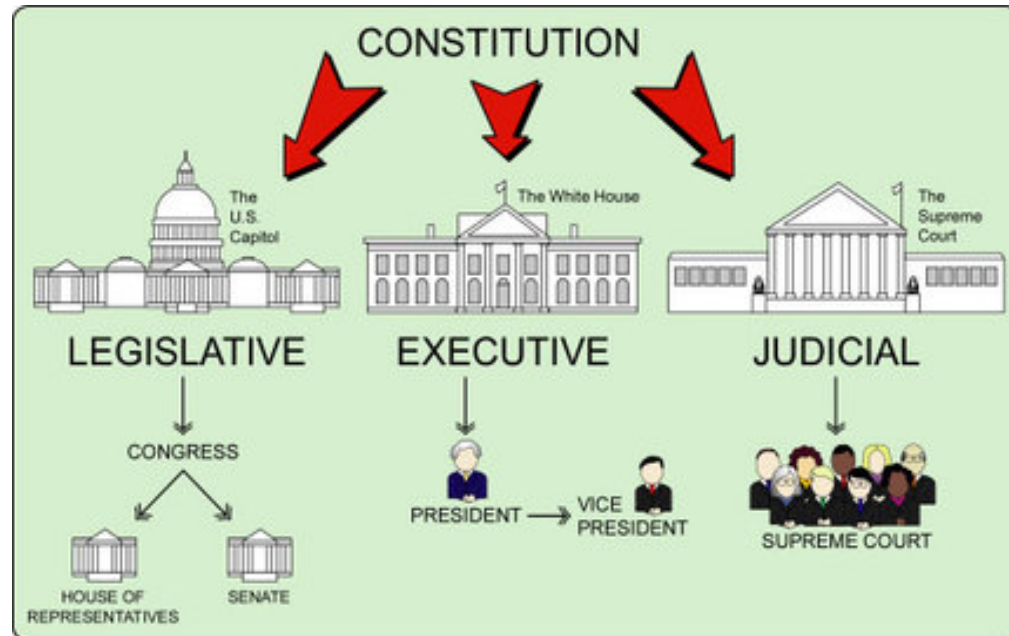 CONSTITUTION
The
U.S.
Capitol
The White House
The
Supreme
Court
LEGISLATIVE
EXECUTIVE
JUDICIAL
CONGRESS
HOUSE OF
REPRESENTATIVES
SENATE
PRESIDENT
VICE
PRESIDENT
SUPREME COURT